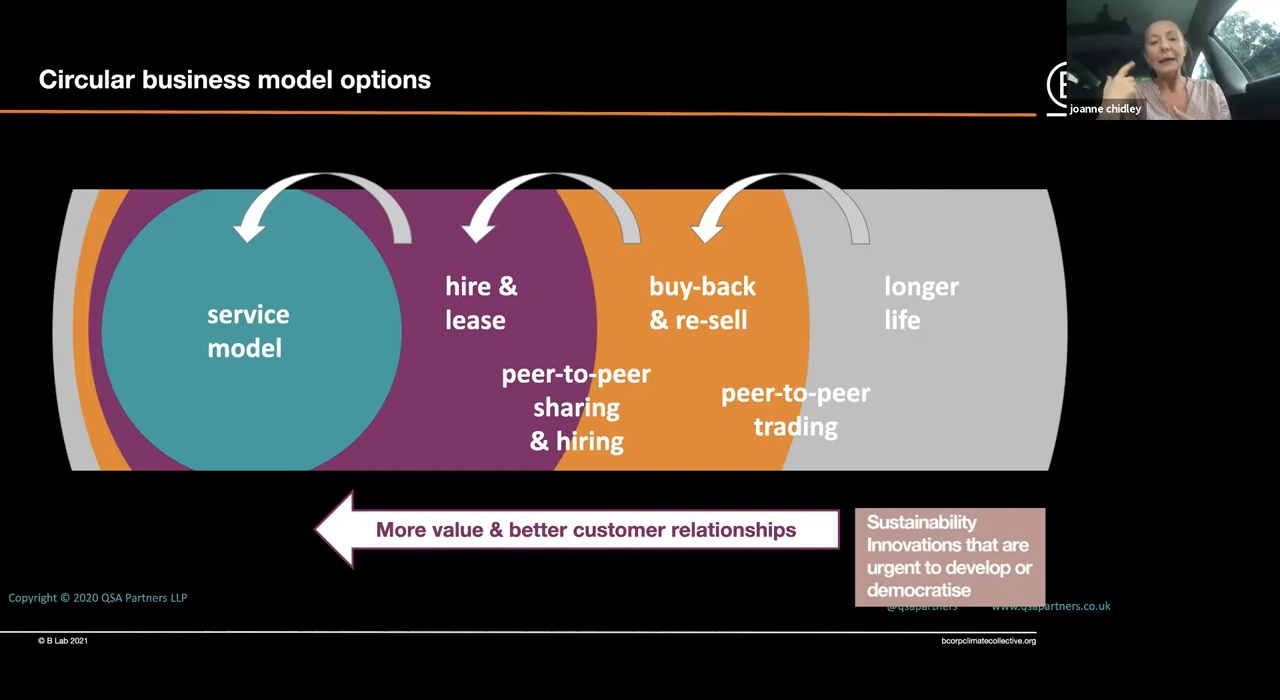 Circular business model options
joanne chidley
service
model
hire &
lease
buy-back
& re-sell
longer
life
peer-to-peer
sharing
& hiring
peer-to-peer
trading
More value & better customer relationships
Sustainability
Innovations that are
urgent to develop or
democratise
Copyright © 2020 QSA Partners LLP
@qsapartners
www.qsapartners.co.uk
© B Lab 2021
bcorpclimatecollective.org